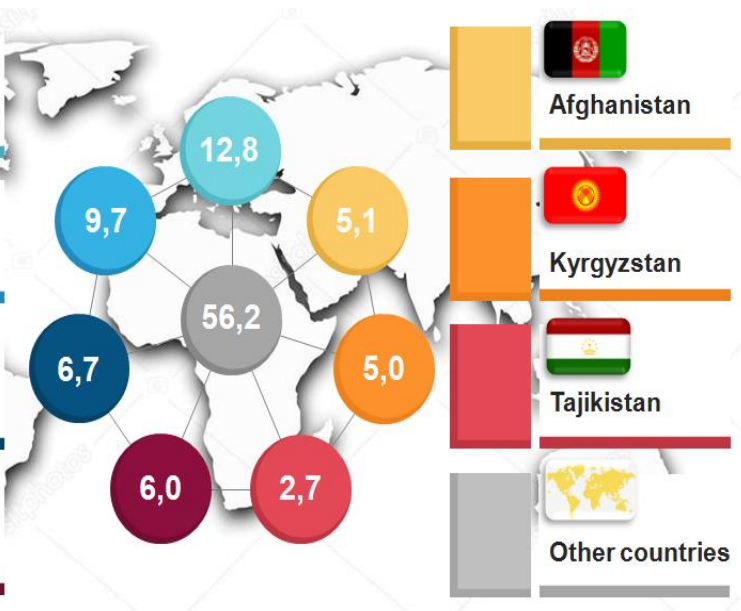 12,8
9,7
5,1
56,2
6,7
5,0
6,0
2,7
Afghanistan
Kyrgyzstan
Tajikistan
Other countries